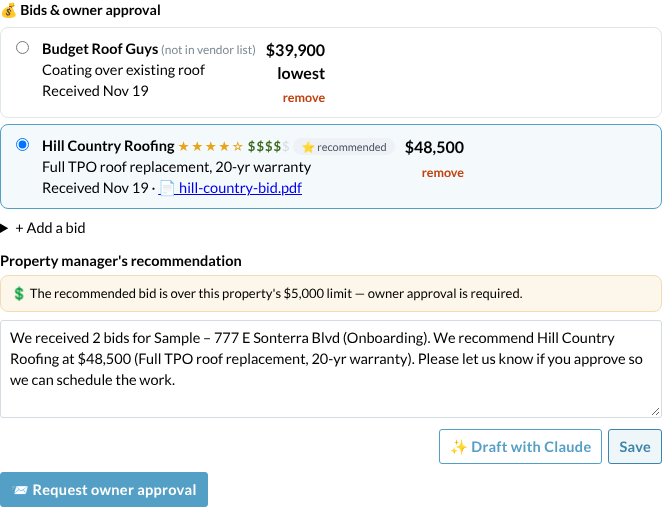 💰 Bids & owner approval
Budget Roof Guys (not in vendor list) $39,900
Coating over existing roof lowest
Received Nov 19 remove
Hill Country Roofing ★★★★☆ $$$$$ ⭐ recommended $48,500
Full TPO roof replacement, 20-yr warranty remove
Received Nov 19 · 📄 hill-country-bid.pdf
▶ + Add a bid
Property manager's recommendation
💲 The recommended bid is over this property's $5,000 limit — owner approval is required.
We received 2 bids for Sample – 777 E Sonterra Blvd (Onboarding). We recommend Hill Country
Roofing at $48,500 (Full TPO roof replacement, 20-yr warranty). Please let us know if you approve so
we can schedule the work.
✨ Draft with Claude Save
📨 Request owner approval